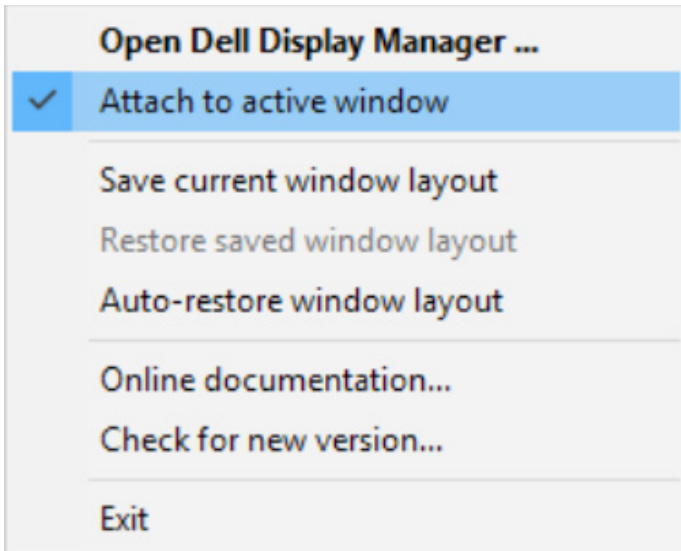 Open Dell Display Manager ...
Attach to active window
Save current window layout
Restore saved window layout
Auto-restore window layout
Online documentation...
Check for new version...
Exit